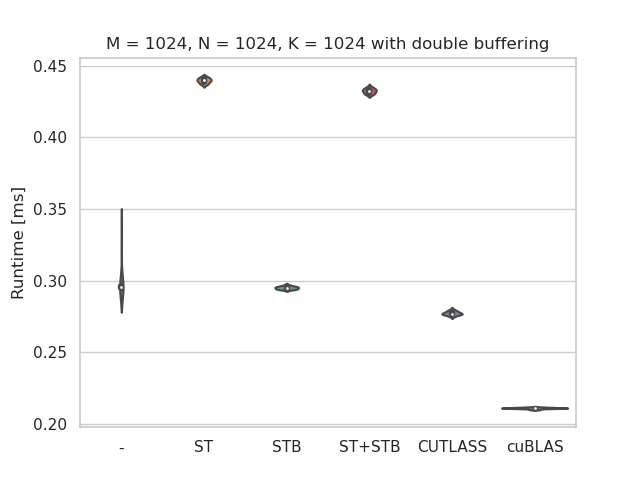 M = 1024, N = 1024, K = 1024 with double buffering
Runtime [ms]
0.45
0.40
0.35
0.30
0.25
0.20
- ST STB ST+STB CUTLASS cuBLAS